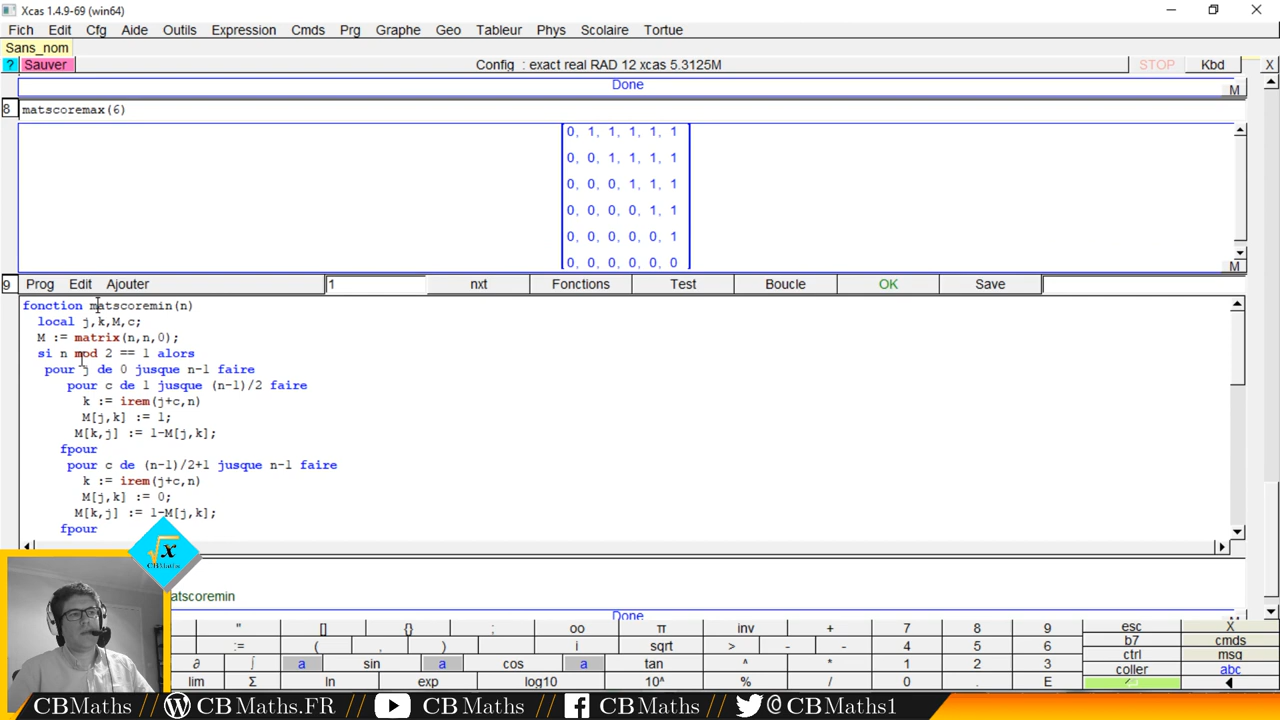 Xcas 1.4.9-69 (win64)
Fich Edit Cfg Aide Outils Expression Cmds Prg Graphe Geo Tableur Phys Scolaire Tortue
Sans_nom
? Sauver Config : exact real RAD 12 xcas 5.3125M STOP Kbd X
Done
M
8 matscoremax(6)
0, 1, 1, 1, 1, 1
0, 0, 1, 1, 1, 1
0, 0, 0, 1, 1, 1
0, 0, 0, 0, 1, 1
0, 0, 0, 0, 0, 1
0, 0, 0, 0, 0, 0
M
9 Prog Edit Ajouter 1 nxt Fonctions Test Boucle OK Save
fonction matscoremin(n)
local j,k,M,c;
M := matrix(n,n,0);
si n mod 2 == 1 alors
pour j de 0 jusque n-1 faire
pour c de 1 jusque (n-1)/2 faire
k := irem(j+c,n)
M[j,k] := 1;
M[k,j] := 1-M[j,k];
fpour
pour c de (n-1)/2+1 jusque n-1 faire
k := irem(j+c,n)
M[j,k] := 0;
M[k,j] := 1-M[j,k];
fpour
atscoremin
Done
" [] {} ; oo π inv + 7 8 9 esc X
:= ( , ) i sqrt > - - 4 5 6 b7 cmds
∂ ∫ a sin a cos a tan ^ * 1 2 3 ctrl msg
lim Σ ln exp log10 10^ % / 0 . E coller abc
√x
CBMaths
CBMaths CBMaths.FR CBMaths CBMaths @CBMaths1